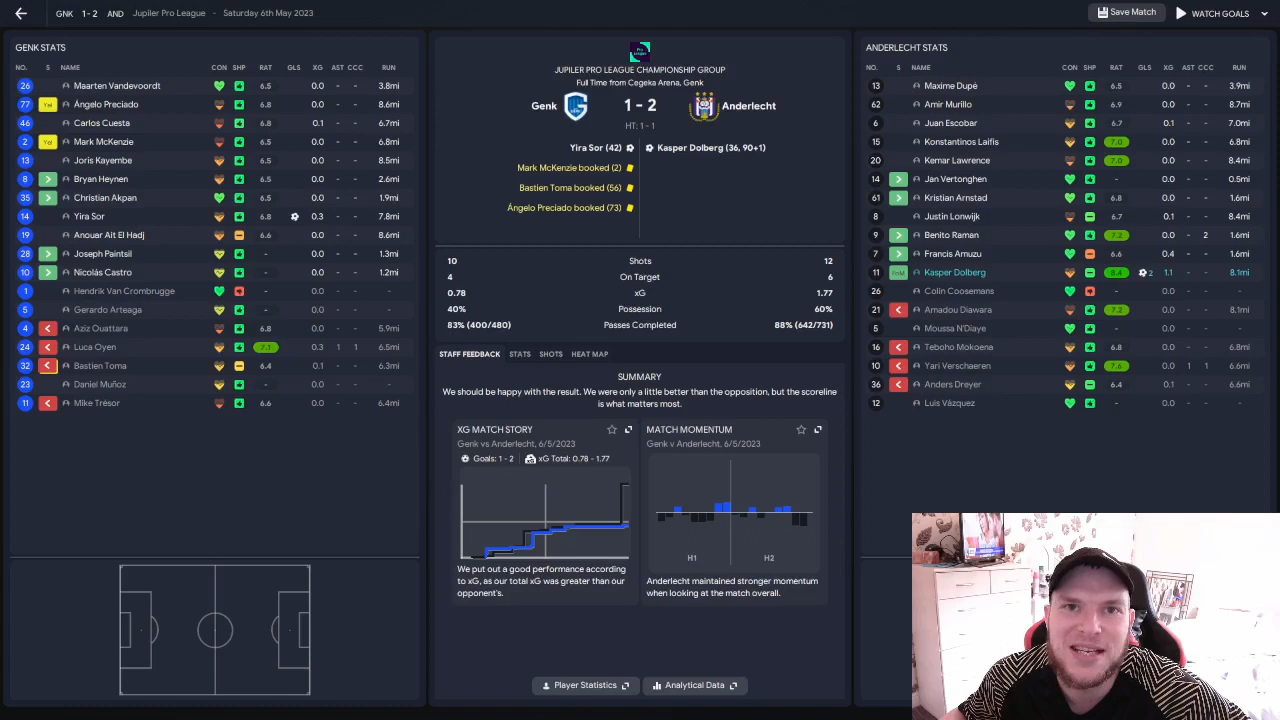 GNK 1 - 2 AND Jupiler Pro League - Saturday 6th May 2023
Save Match
WATCH GOALS
GENK STATS
NO. S NAME CON SHP RAT GLS XG AST CCC RUN
26 Maarten Vandevoordt 6.5 0.0 - - 3.8mi
77 Yel Ángelo Preciado 6.8 0.0 - - 8.6mi
46 Carlos Cuesta 6.8 0.1 - - 6.7mi
2 Yel Mark McKenzie 6.5 0.0 - - 6.8mi
13 Joris Kayembe 6.5 0.0 - - 8.5mi
8 Bryan Heynen 6.5 0.0 - - 2.6mi
35 Christian Akpan 6.5 0.0 - - 1.9mi
14 Yira Sor 6.8 0.3 - - 7.8mi
19 Anouar Ait El Hadj 6.6 0.0 - - 8.6mi
28 Joseph Paintsil - 0.0 - - 1.3mi
10 Nicolás Castro - 0.0 - - 1.2mi
1 Hendrik Van Crombrugge - 0.0 - - -
5 Gerardo Arteaga - 0.0 - - -
4 Aziz Ouattara 6.8 0.0 - - 5.9mi
24 Luca Oyen 7.1 0.3 1 1 6.5mi
32 Bastien Toma 6.4 0.1 - - 6.3mi
23 Daniel Muñoz - 0.0 - - -
11 Mike Trésor 6.6 0.0 - - 6.4mi
JUPILER PRO LEAGUE CHAMPIONSHIP GROUP
Full Time from Cegeka Arena, Genk
Genk 1 - 2 Anderlecht
HT: 1 - 1
Yira Sor (42) Kasper Dolberg (36, 90+1)
Mark McKenzie booked (2)
Bastien Toma booked (56)
Ángelo Preciado booked (73)
10 Shots 12
4 On Target 6
0.78 xG 1.77
40% Possession 60%
83% (400/480) Passes Completed 88% (642/731)
STAFF FEEDBACK STATS SHOTS HEAT MAP
SUMMARY
We should be happy with the result. We were only a little better than the opposition, but the scoreline
is what matters most.
XG MATCH STORY
Genk vs Anderlecht, 6/5/2023
Goals: 1 - 2 xG Total: 0.78 - 1.77
We put out a good performance according
to xG, as our total xG was greater than our
opponent's.
MATCH MOMENTUM
Genk v Anderlecht, 6/5/2023
H1 H2
Anderlecht maintained stronger momentum
when looking at the match overall.
Player Statistics
Analytical Data
ANDERLECHT STATS
NO. S NAME CON SHP RAT GLS XG AST CCC RUN
13 Maxime Dupé 6.5 0.0 - - 3.9mi
62 Amir Murillo 6.9 0.0 - - 8.7mi
6 Juan Escobar 6.7 0.1 - - 7.0mi
15 Konstantinos Laifis 7.0 0.0 - - 6.8mi
20 Kemar Lawrence 7.0 0.0 - - 8.4mi
14 Jan Vertonghen - 0.0 - - 0.5mi
61 Kristian Arnstad 6.8 0.0 - - 1.6mi
8 Justin Lonwijk 6.7 0.1 - - 8.4mi
9 Benito Raman 7.2 0.0 - 2 1.6mi
7 Francis Amuzu 6.6 0.4 - - 1.6mi
11 PoM Kasper Dolberg 8.4 2 1.1 - - 8.1mi
26 Colin Coosemans - 0.0 - - -
21 Amadou Diawara 7.2 0.0 - - 8.1mi
5 Moussa N'Diaye - 0.0 - - -
16 Teboho Mokoena 6.8 0.0 - - 6.8mi
10 Yari Verschaeren 7.6 0.0 1 1 6.6mi
36 Anders Dreyer 6.4 0.1 - - 6.6mi
12 Luis Vázquez - 0.0 - - -